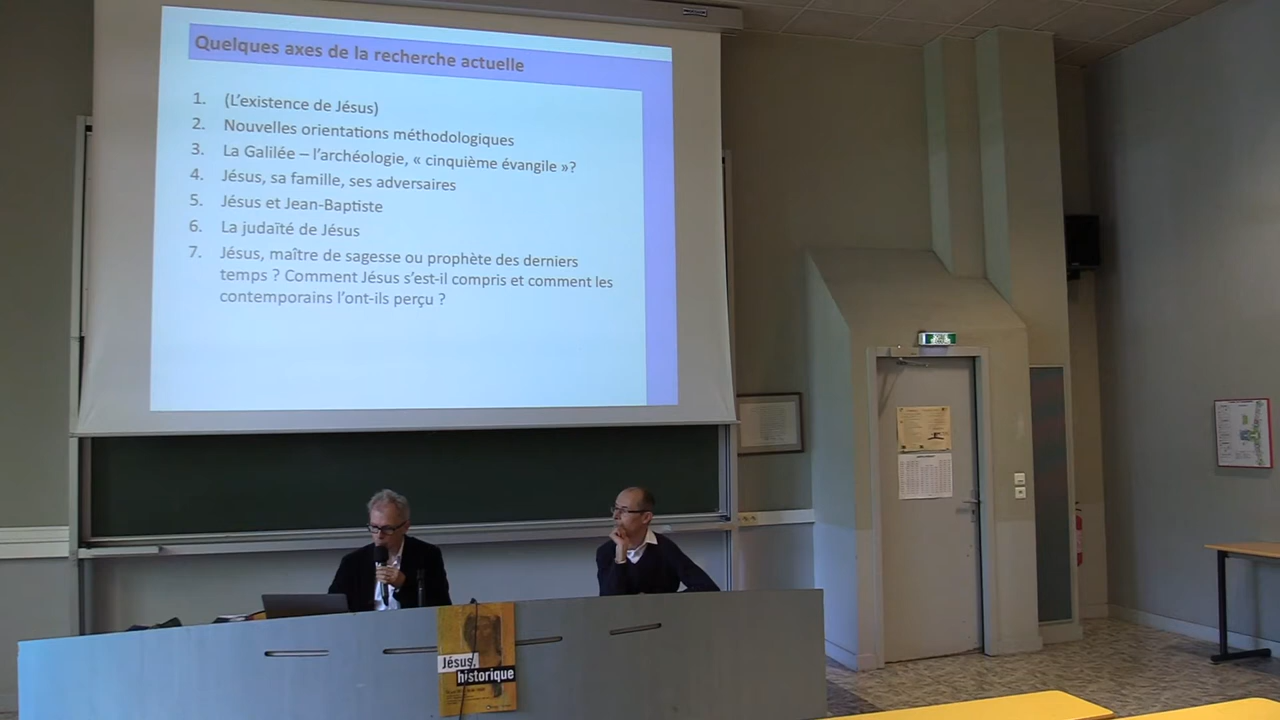 Quelques axes de la recherche actuelle
1. (L'existence de Jésus)
2. Nouvelles orientations méthodologiques
3. La Galilée – l'archéologie, « cinquième évangile »?
4. Jésus, sa famille, ses adversaires
5. Jésus et Jean-Baptiste
6. La judaïté de Jésus
7. Jésus, maître de sagesse ou prophète des derniers
temps ? Comment Jésus s'est-il compris et comment les
contemporains l'ont-ils perçu ?
Jésus,
historique